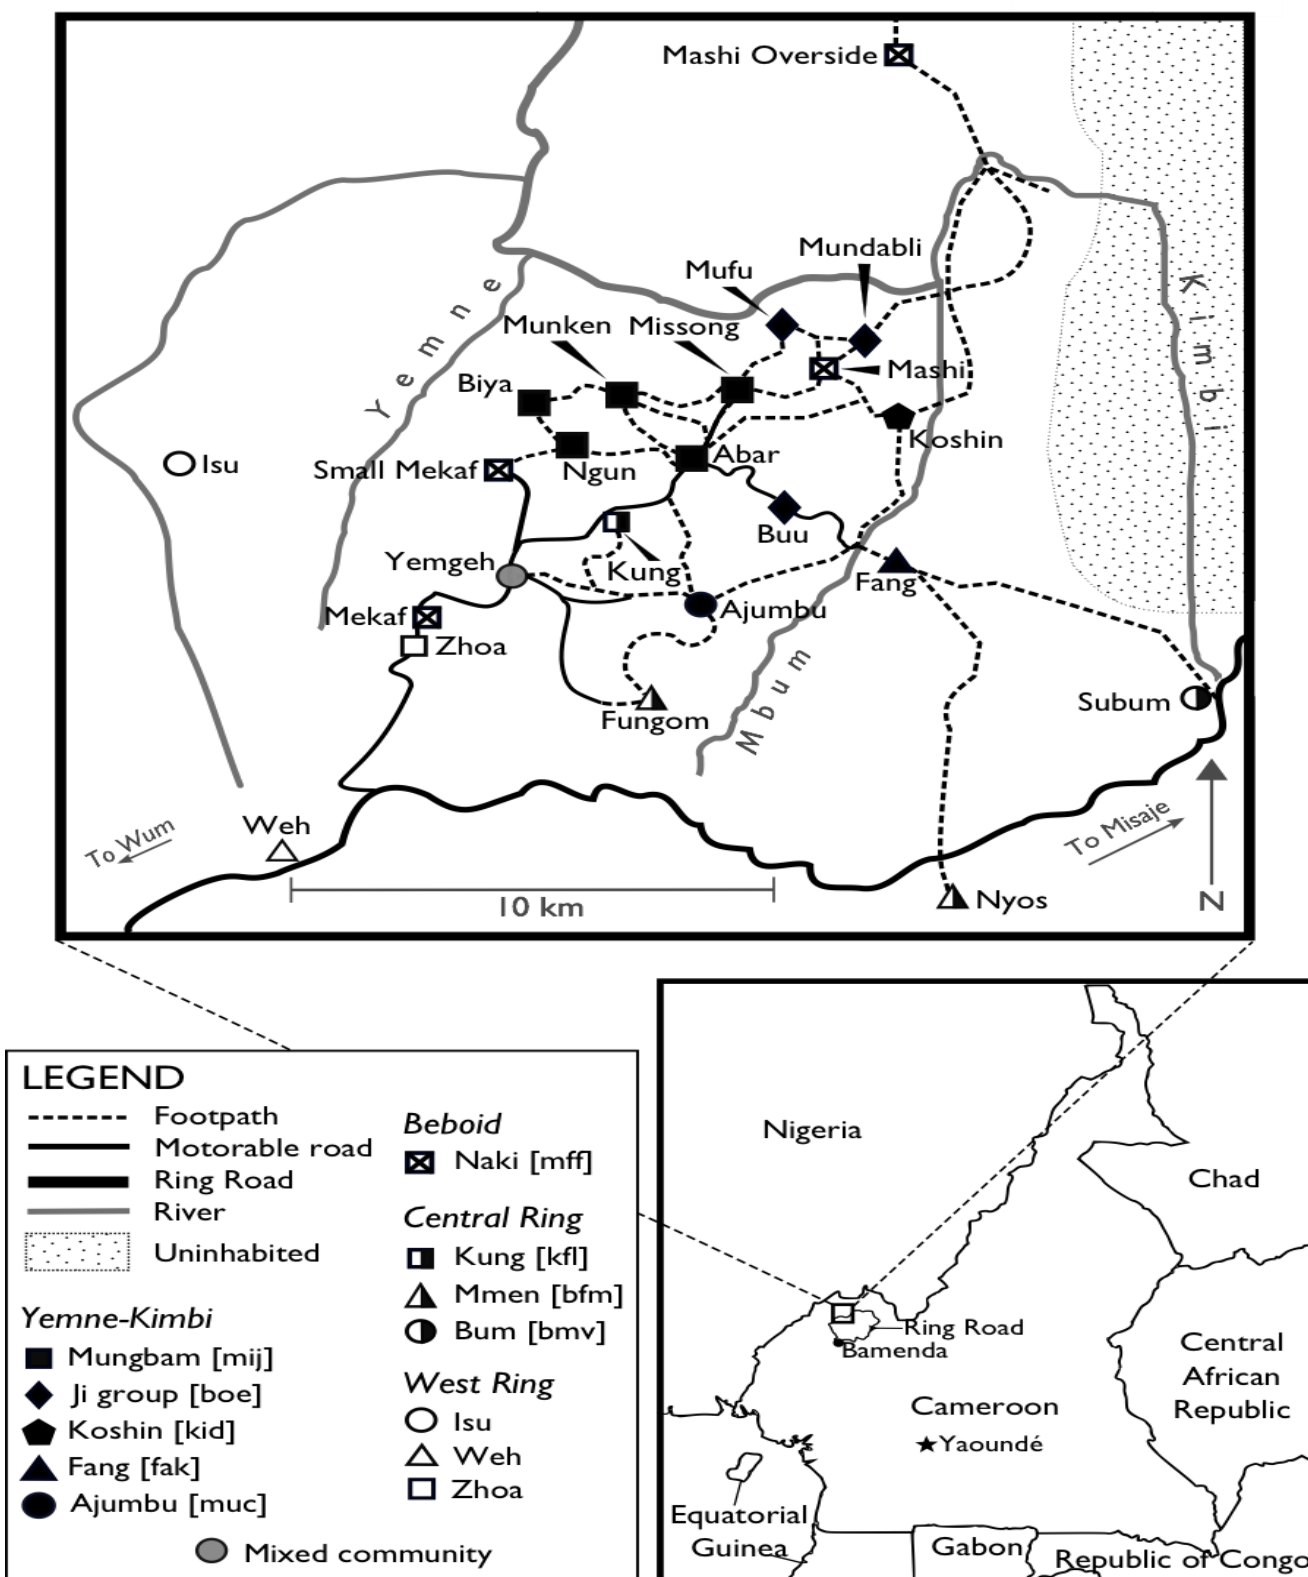 Mashi Overside
Mundabli
Mufu
Kimbi
Yemne
Munken
Missong
Mashi
Biya
Koshin
Isu
Small Mekaf
Ngun
Abar
Buu
Yemgeh
Kung
Fang
Mekaf
Ajumbu
Zhoa
Mbum
Subum
Fungom
Weh
To Wum
To Misaje
10 km
Nyos
N
LEGEND
Footpath
Motorable road
Ring Road
River
Uninhabited
Yemne-Kimbi
Mungbam [mij]
Ji group [boe]
Koshin [kid]
Fang [fak]
Ajumbu [muc]
Beboid
Naki [mff]
Central Ring
Kung [kfl]
Mmen [bfm]
Bum [bmv]
West Ring
Isu
Weh
Zhoa
Mixed community
Nigeria
Chad
Ring Road
Bamenda
Central
African
Republic
Cameroon
Yaoundé
Equatorial
Guinea
Gabon
Republic of Congo